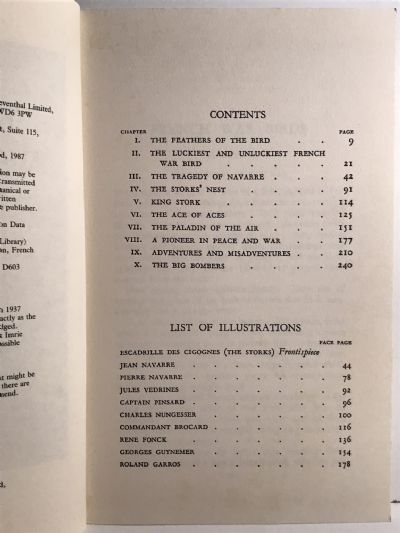 eventhal Limited,
WD6 3PW
t, Suite 115,
d, 1987
tion may be
transmitted
hanical or
ritten
e publisher.
on Data
Library)
an, French
D603
n 1937
ctly as the
dged.
k Imrie
ossible
t might be
there are
mend.
8.
CONTENTS
CHAPTER PAGE
I. THE FEATHERS OF THE BIRD . . 9
II. THE LUCKIEST AND UNLUCKIEST FRENCH
WAR BIRD . . . . . 21
III. THE TRAGEDY OF NAVARRE . . 42
IV. THE STORKS' NEST . . . . 91
V. KING STORK . . . . . 114
VI. THE ACE OF ACES . . . . 125
VII. THE PALADIN OF THE AIR . . . 151
VIII. A PIONEER IN PEACE AND WAR . . 177
IX. ADVENTURES AND MISADVENTURES . . 210
X. THE BIG BOMBERS . . . . 240
LIST OF ILLUSTRATIONS
FACE PAGE
ESCADRILLE DES CIGOGNES (THE STORKS) Frontispiece
JEAN NAVARRE . . . . . . 44
PIERRE NAVARRE . . . . . . 78
JULES VEDRINES . . . . . . 92
CAPTAIN PINSARD . . . . . . 96
CHARLES NUNGESSER . . . . . 100
COMMANDANT BROCARD . . . . . 116
RENE FONCK . . . . . . 136
GEORGES GUYNEMER . . . . . 154
ROLAND GARROS . . . . . . 178